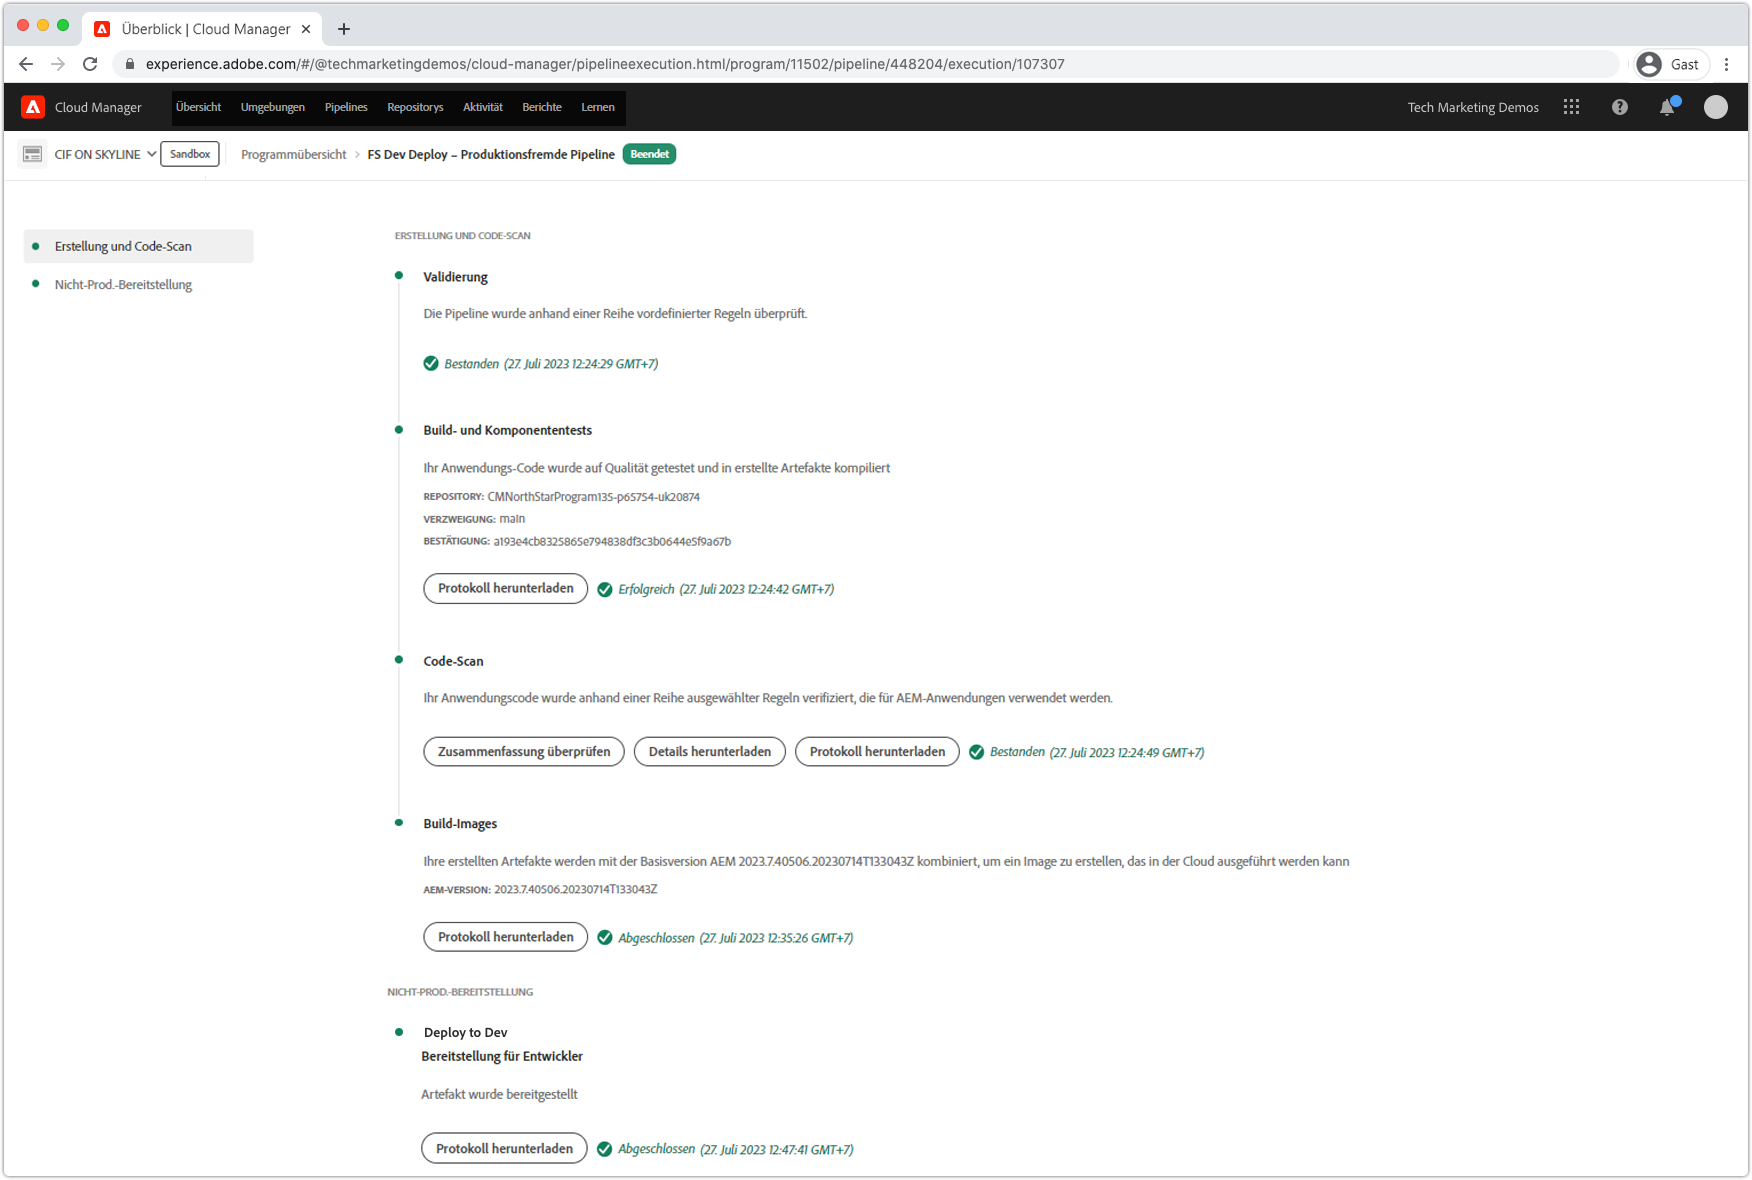 Überblick | Cloud Manager
experience.adobe.com/#/@techmarketingdemos/cloud-manager/pipelineexecution.html/program/11502/pipeline/448204/execution/107307
Gast
Cloud Manager
Übersicht
Umgebungen
Pipelines
Repositorys
Aktivität
Berichte
Lernen
Tech Marketing Demos
CIF ON SKYLINE
Sandbox
Programmübersicht > FS Dev Deploy – Produktionsfremde Pipeline
Beendet
Erstellung und Code-Scan
Nicht-Prod.-Bereitstellung
ERSTELLUNG UND CODE-SCAN
Validierung
Die Pipeline wurde anhand einer Reihe vordefinierter Regeln überprüft.
Bestanden (27. Juli 2023 12:24:29 GMT+7)
Build- und Komponententests
Ihr Anwendungs-Code wurde auf Qualität getestet und in erstellte Artefakte kompiliert
REPOSITORY: CMNorthStarProgram135-p65754-uk20874
VERZWEIGUNG: main
BESTÄTIGUNG: a193e4cb8325865e794838df3c3b0644e5f9a67b
Protokoll herunterladen
Erfolgreich (27. Juli 2023 12:24:42 GMT+7)
Code-Scan
Ihr Anwendungscode wurde anhand einer Reihe ausgewählter Regeln verifiziert, die für AEM-Anwendungen verwendet werden.
Zusammenfassung überprüfen
Details herunterladen
Protokoll herunterladen
Bestanden (27. Juli 2023 12:24:49 GMT+7)
Build-Images
Ihre erstellten Artefakte werden mit der Basisversion AEM 2023.7.40506.20230714T133043Z kombiniert, um ein Image zu erstellen, das in der Cloud ausgeführt werden kann
AEM-VERSION: 2023.7.40506.20230714T133043Z
Protokoll herunterladen
Abgeschlossen (27. Juli 2023 12:35:26 GMT+7)
NICHT-PROD.-BEREITSTELLUNG
Deploy to Dev
Bereitstellung für Entwickler
Artefakt wurde bereitgestellt
Protokoll herunterladen
Abgeschlossen (27. Juli 2023 12:47:41 GMT+7)